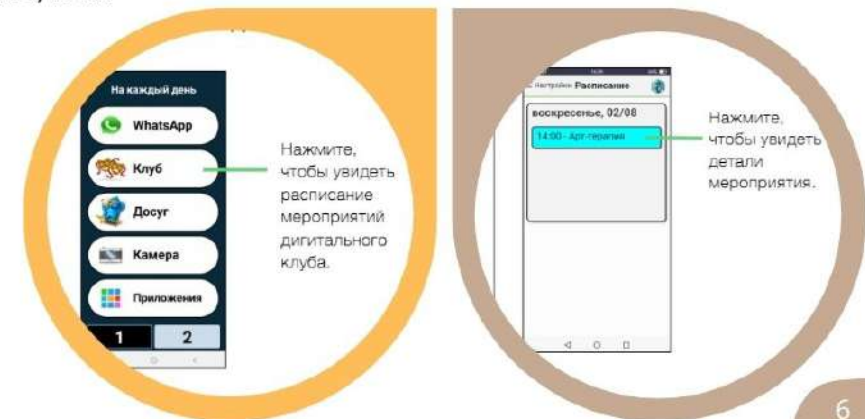 На каждый день
WhatsApp
Клуб
Досуг
Камера
Приложения
1
2
Нажмите,
чтобы увидеть
расписание
мероприятий
дигитального
клуба.
Настройки Расписание
воскресенье, 02/08
14:00 - Арт-терапия
Нажмите,
чтобы увидеть
детали
мероприятия.
6